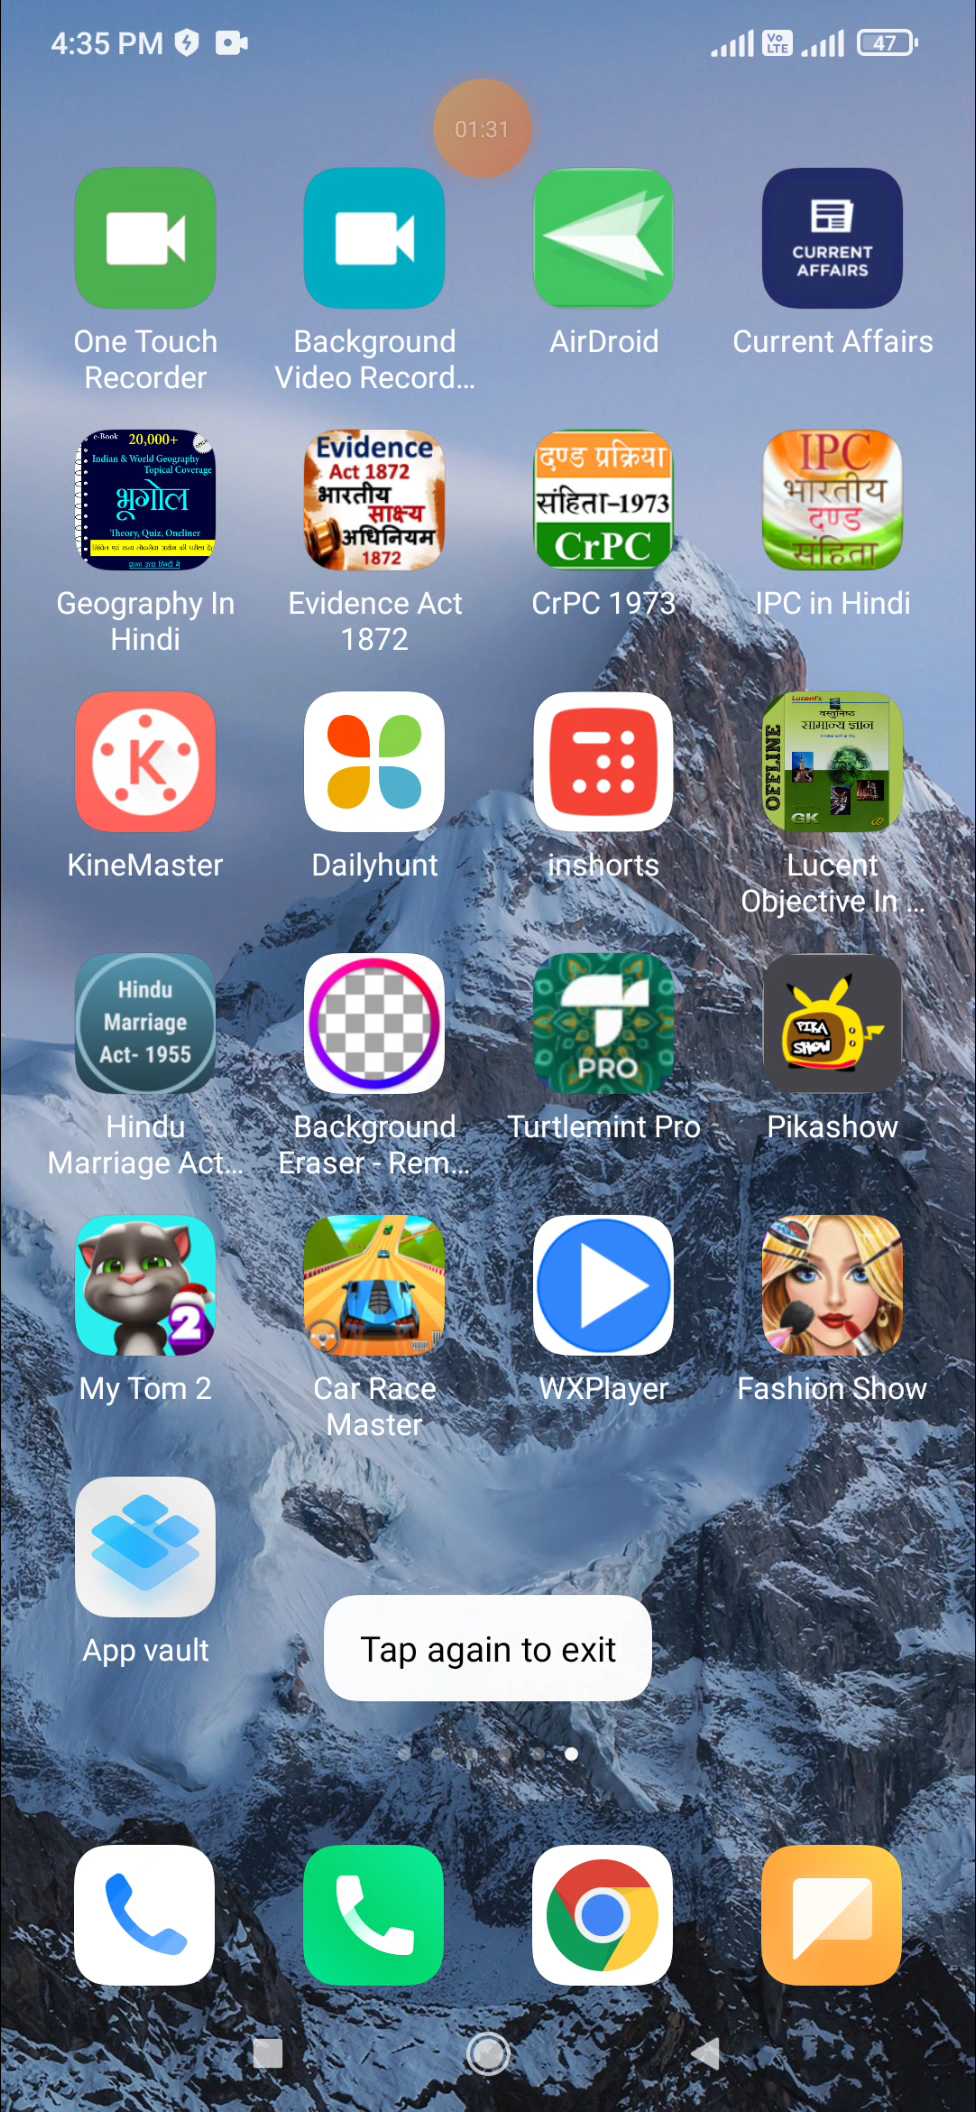 4:35 PM
Vo LTE
47
01:31
CURRENT
AFFAIRS
One Touch
Recorder
Background
Video Record...
AirDroid
Current Affairs
e-Book 20,000+
Indian & World Geography
Topical Coverage
भूगोल
Theory, Quiz, Oneliner
Evidence
Act 1872
भारतीय
साक्ष्य
अधिनियम
1872
दण्ड प्रक्रिया
संहिता-1973
CrPC
IPC
भारतीय
दण्ड
संहिता
Geography In
Hindi
Evidence Act
1872
CrPC 1973
IPC in Hindi
K
Lucent's
वस्तुनिष्ठ
सामान्य ज्ञान
OFFLINE
GK
KineMaster
Dailyhunt
inshorts
Lucent
Objective In ...
Hindu
Marriage
Act- 1955
PRO
PIKA
SHOW
Hindu
Marriage Act...
Background
Eraser - Rem...
Turtlemint Pro
Pikashow
2
My Tom 2
Car Race
Master
WXPlayer
Fashion Show
App vault
Tap again to exit